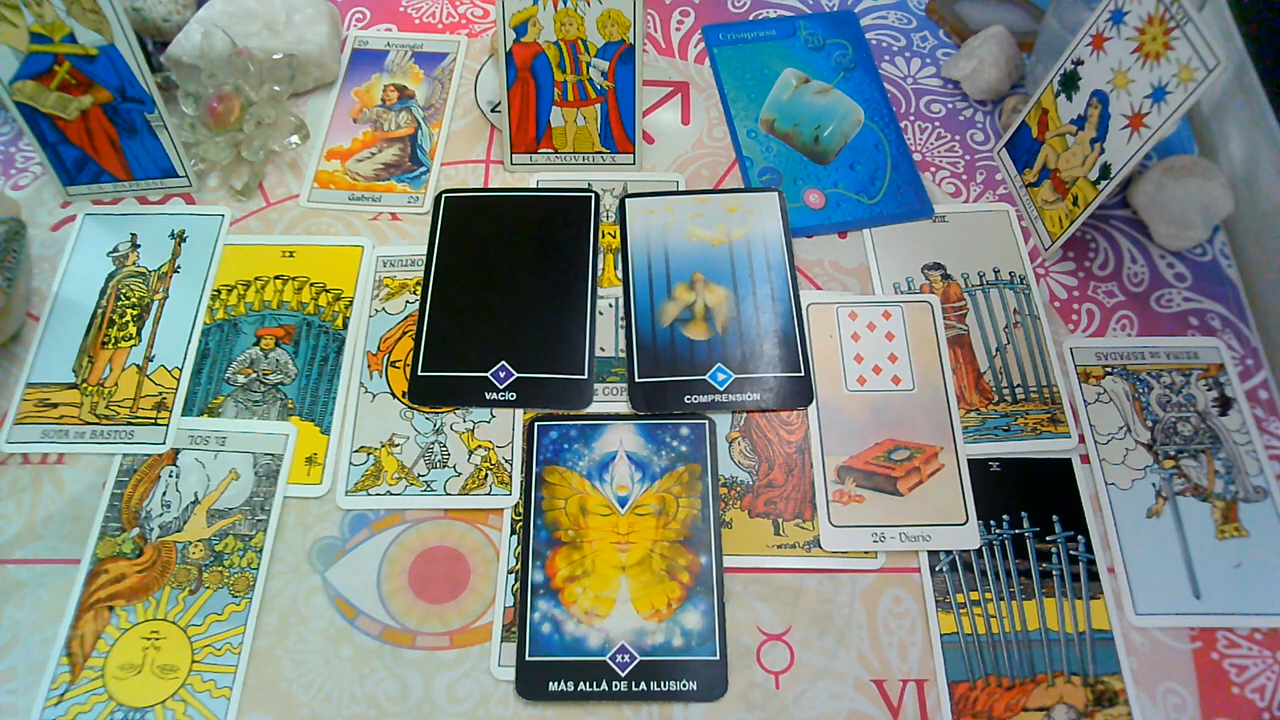 LA PAPESSE
29 Arcangel
Gabriel 29
L'AMOVREVX
Crisoprasa
20
VIII
SOTA DE BASTOS
XI
FORTUNA
X
VACÍO
COMPRENSIÓN
REINA DE ESPADAS
EL SOL
26 - Diario
X
XX
MÁS ALLÁ DE LA ILUSIÓN
VI